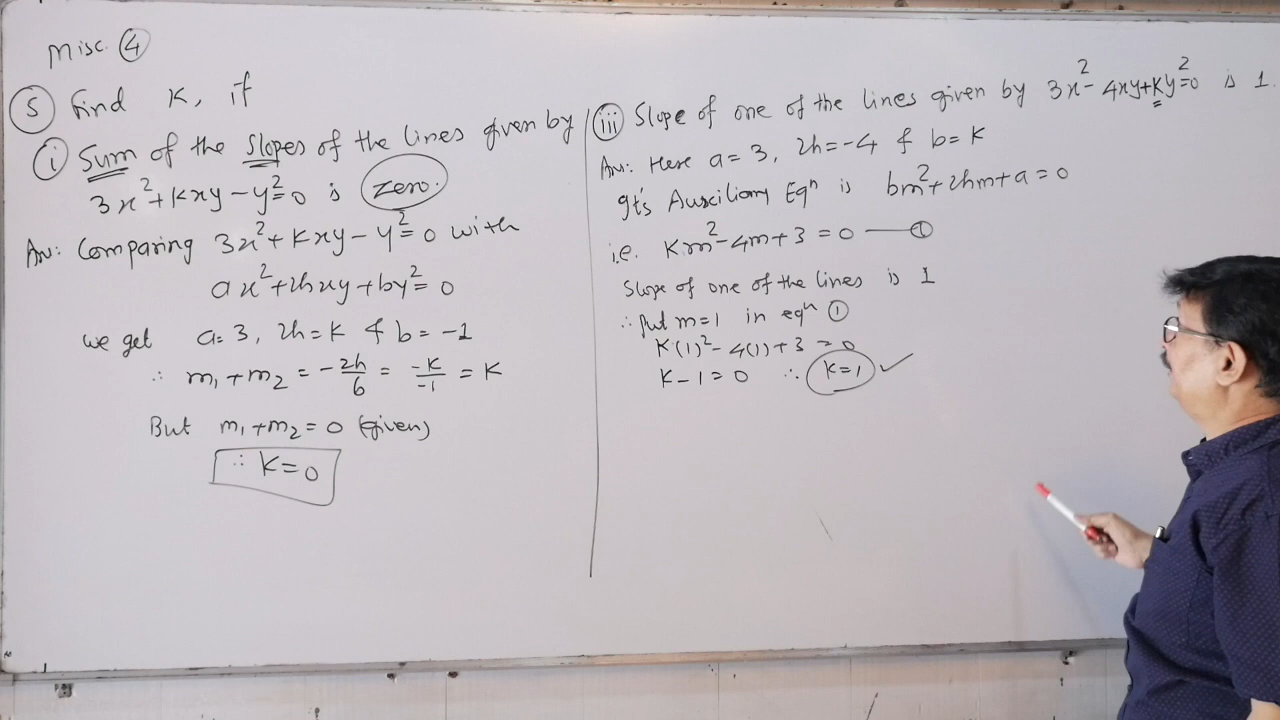 Misc. ④
⑤ Find K, if
ⓘ Sum of the slopes of the lines given by
3x²+Kxy-y²=0 is zero.
Ans: Comparing 3x²+Kxy-y²=0 with
ax²+2hxy+by²=0
we get a=3, 2h=K & b=-1
∴ m₁+m₂ = -2h/b = -K/-1 = K
But m₁+m₂=0 (given)
∴ K=0
(iii) Slope of one of the lines given by 3x²-4xy+Ky²=0 is 1.
Ans: Here a=3, 2h=-4 & b=K
It's Auxiliary Eqⁿ is bm²+2hm+a=0
i.e. Km²-4m+3=0 —①
Slope of one of the lines is 1
∴ put m=1 in eqⁿ ①
K(1)²-4(1)+3=0
K-1=0 ∴ K=1 ✓